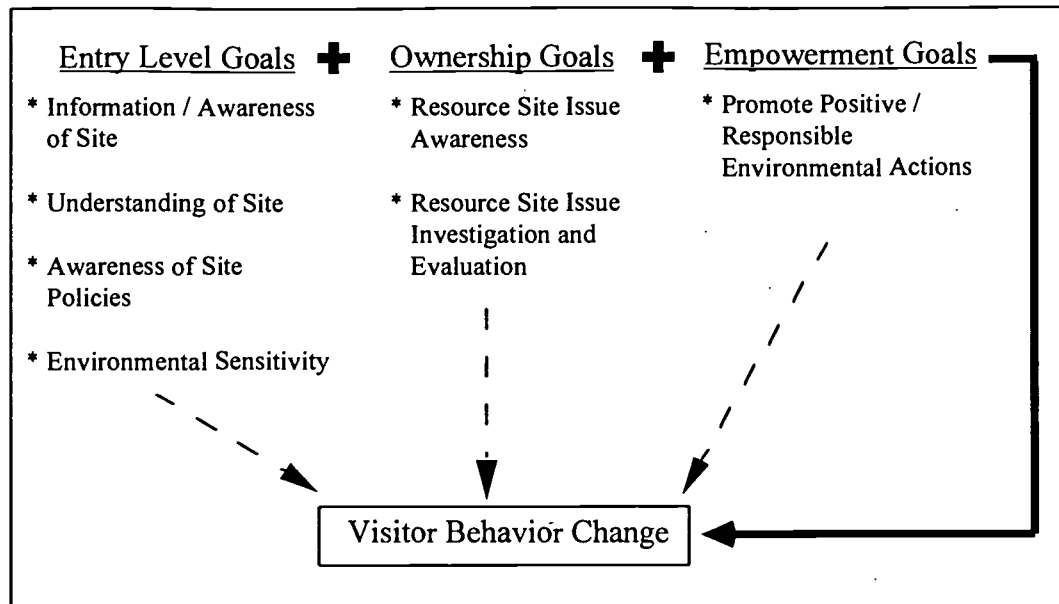 Entry Level Goals + Ownership Goals + Empowerment Goals
* Information / Awareness
of Site
* Understanding of Site
* Awareness of Site
Policies
* Environmental Sensitivity
* Resource Site Issue
Awareness
* Resource Site Issue
Investigation and
Evaluation
* Promote Positive /
Responsible
Environmental Actions
Visitor Behavior Change